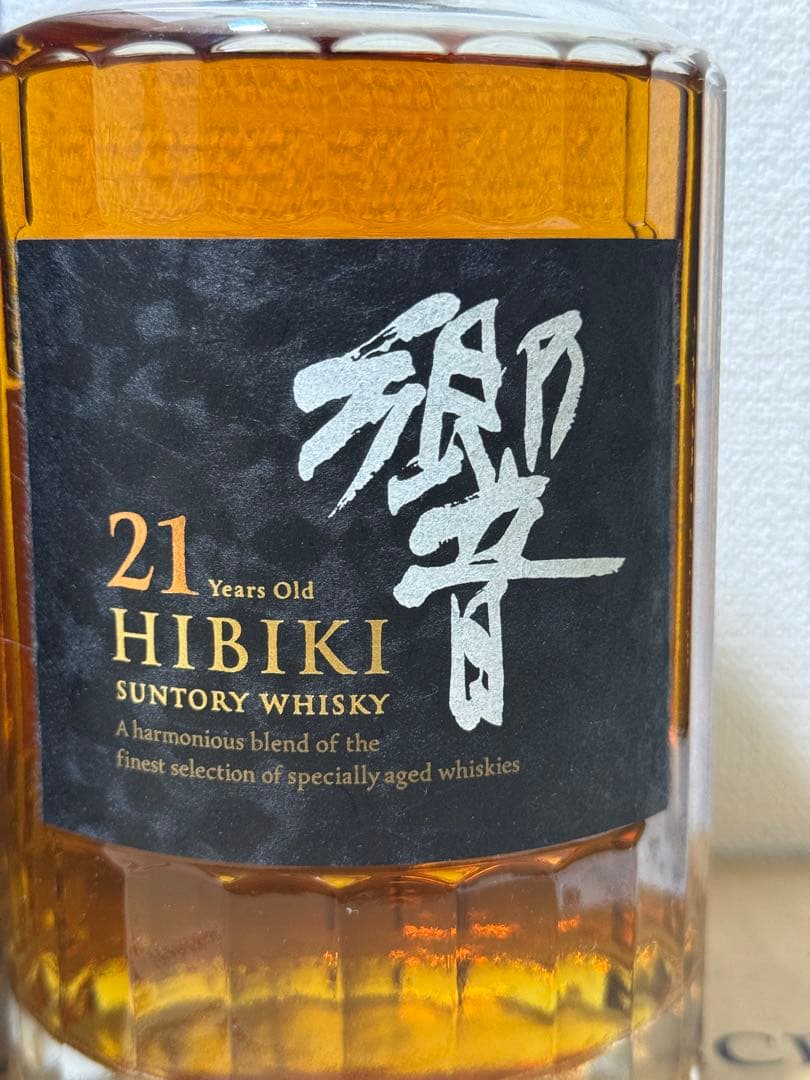 響
21 Years Old
HIBIKI
SUNTORY WHISKY
A harmonious blend of the
finest selection of specially aged whiskies